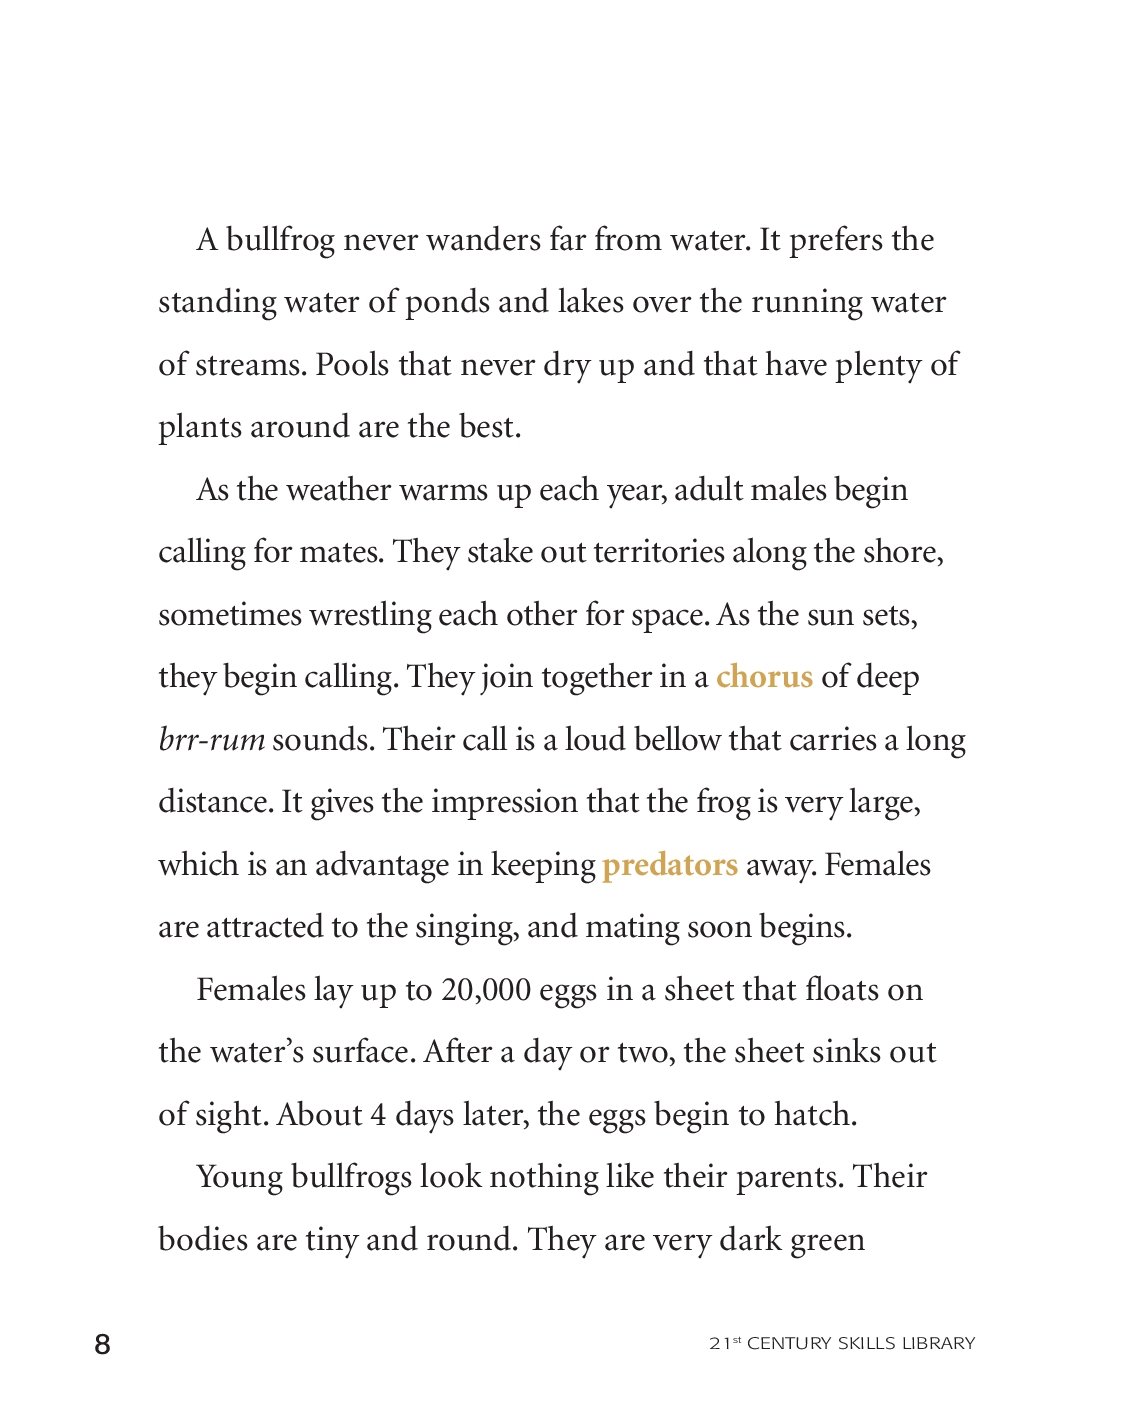 A bullfrog never wanders far from water. It prefers the
standing water of ponds and lakes over the running water
of streams. Pools that never dry up and that have plenty of
plants around are the best.
As the weather warms up each year, adult males begin
calling for mates. They stake out territories along the shore,
sometimes wrestling each other for space. As the sun sets,
they begin calling. They join together in a chorus of deep
brr-rum sounds. Their call is a loud bellow that carries a long
distance. It gives the impression that the frog is very large,
which is an advantage in keeping predators away. Females
are attracted to the singing, and mating soon begins.
Females lay up to 20,000 eggs in a sheet that floats on
the water’s surface. After a day or two, the sheet sinks out
of sight. About 4 days later, the eggs begin to hatch.
Young bullfrogs look nothing like their parents. Their
bodies are tiny and round. They are very dark green
8 21st CENTURY SKILLS LIBRARY